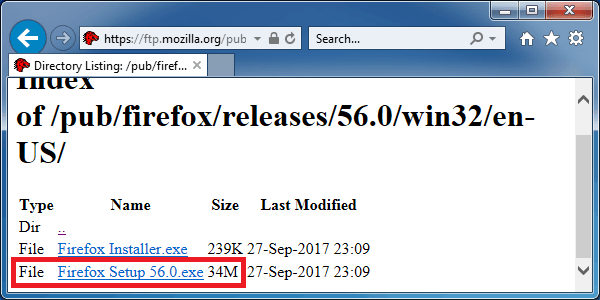 https://ftp.mozilla.org/pub
Search...
Directory Listing: /pub/firef...
Index
of /pub/firefox/releases/56.0/win32/en-
US/
Type Name Size Last Modified
Dir ..
File Firefox Installer.exe 239K 27-Sep-2017 23:09
File Firefox Setup 56.0.exe 34M 27-Sep-2017 23:09